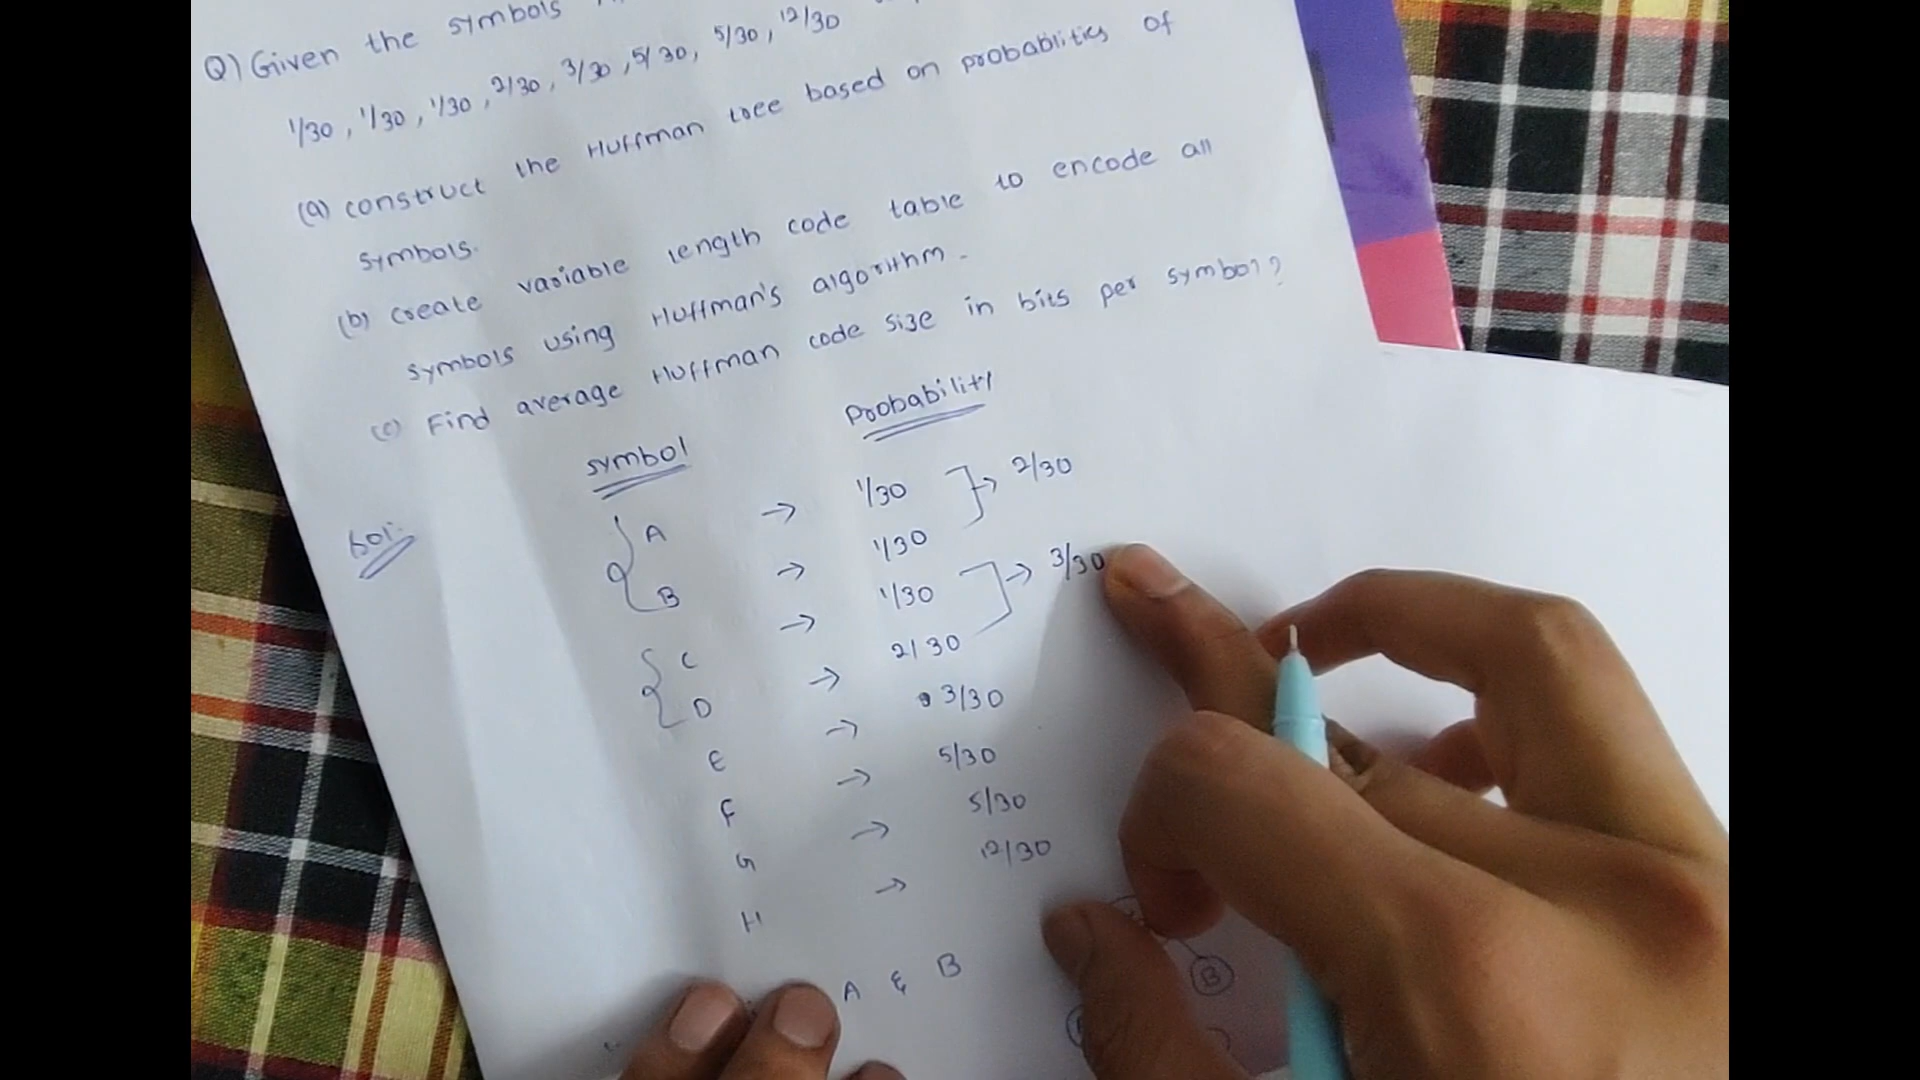 Q) Given the symbols
1/30, 1/30, 1/30, 2/30, 3/30, 5/30, 5/30, 12/30
(a) construct the Huffman tree based on probablities of
symbols.
(b) create variable length code table to encode all
symbols using Huffman's algorithm.
(c) Find average Huffman code size in bits per symbol?
symbol probability
sol:-
A → 1/30 → 2/30
B → 1/30
C → 1/30 → 3/30
D → 2/30
E → 3/30
F → 5/30
G → 5/30
H → 12/30
A & B
B